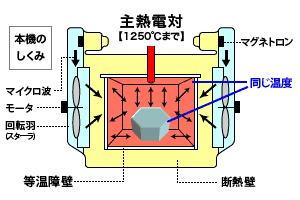 主熱電対
【1250℃まで】
本機の
しくみ
マグネトロン
同じ温度
マイクロ波
モータ
回転羽
(スターラ)
等温障壁
断熱壁